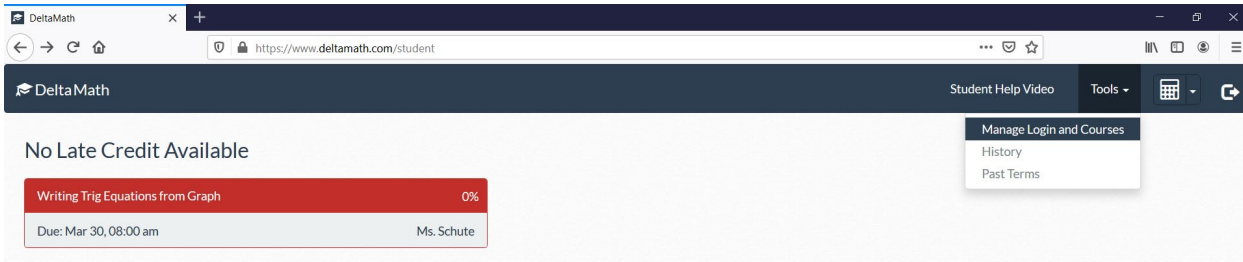 DeltaMath
https://www.deltamath.com/student
DeltaMath
Student Help Video
Tools
Manage Login and Courses
History
Past Terms
No Late Credit Available
Writing Trig Equations from Graph 0%
Due: Mar 30, 08:00 am Ms. Schute